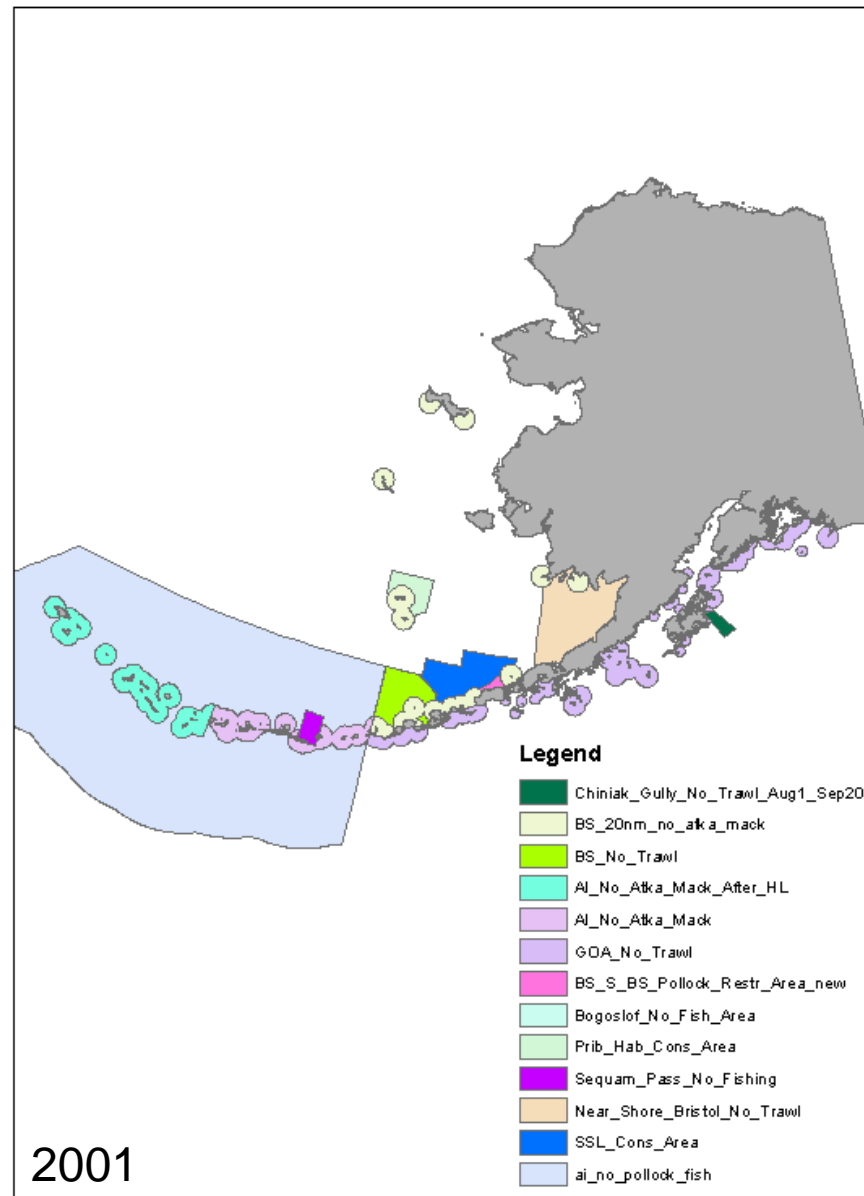 Legend
Chiniak_Gully_No_Trawl_Aug1_Sep20
BS_20nm_no_atka_mack
BS_No_Trawl
AI_No_Atka_Mack_After_HL
AI_No_Atka_Mack
GOA_No_Trawl
BS_S_BS_Pollock_Restr_Area_new
Bogoslof_No_Fish_Area
Prib_Hab_Cons_Area
Sequam_Pass_No_Fishing
Near_Shore_Bristol_No_Trawl
SSL_Cons_Area
ai_no_pollock_fish
2001